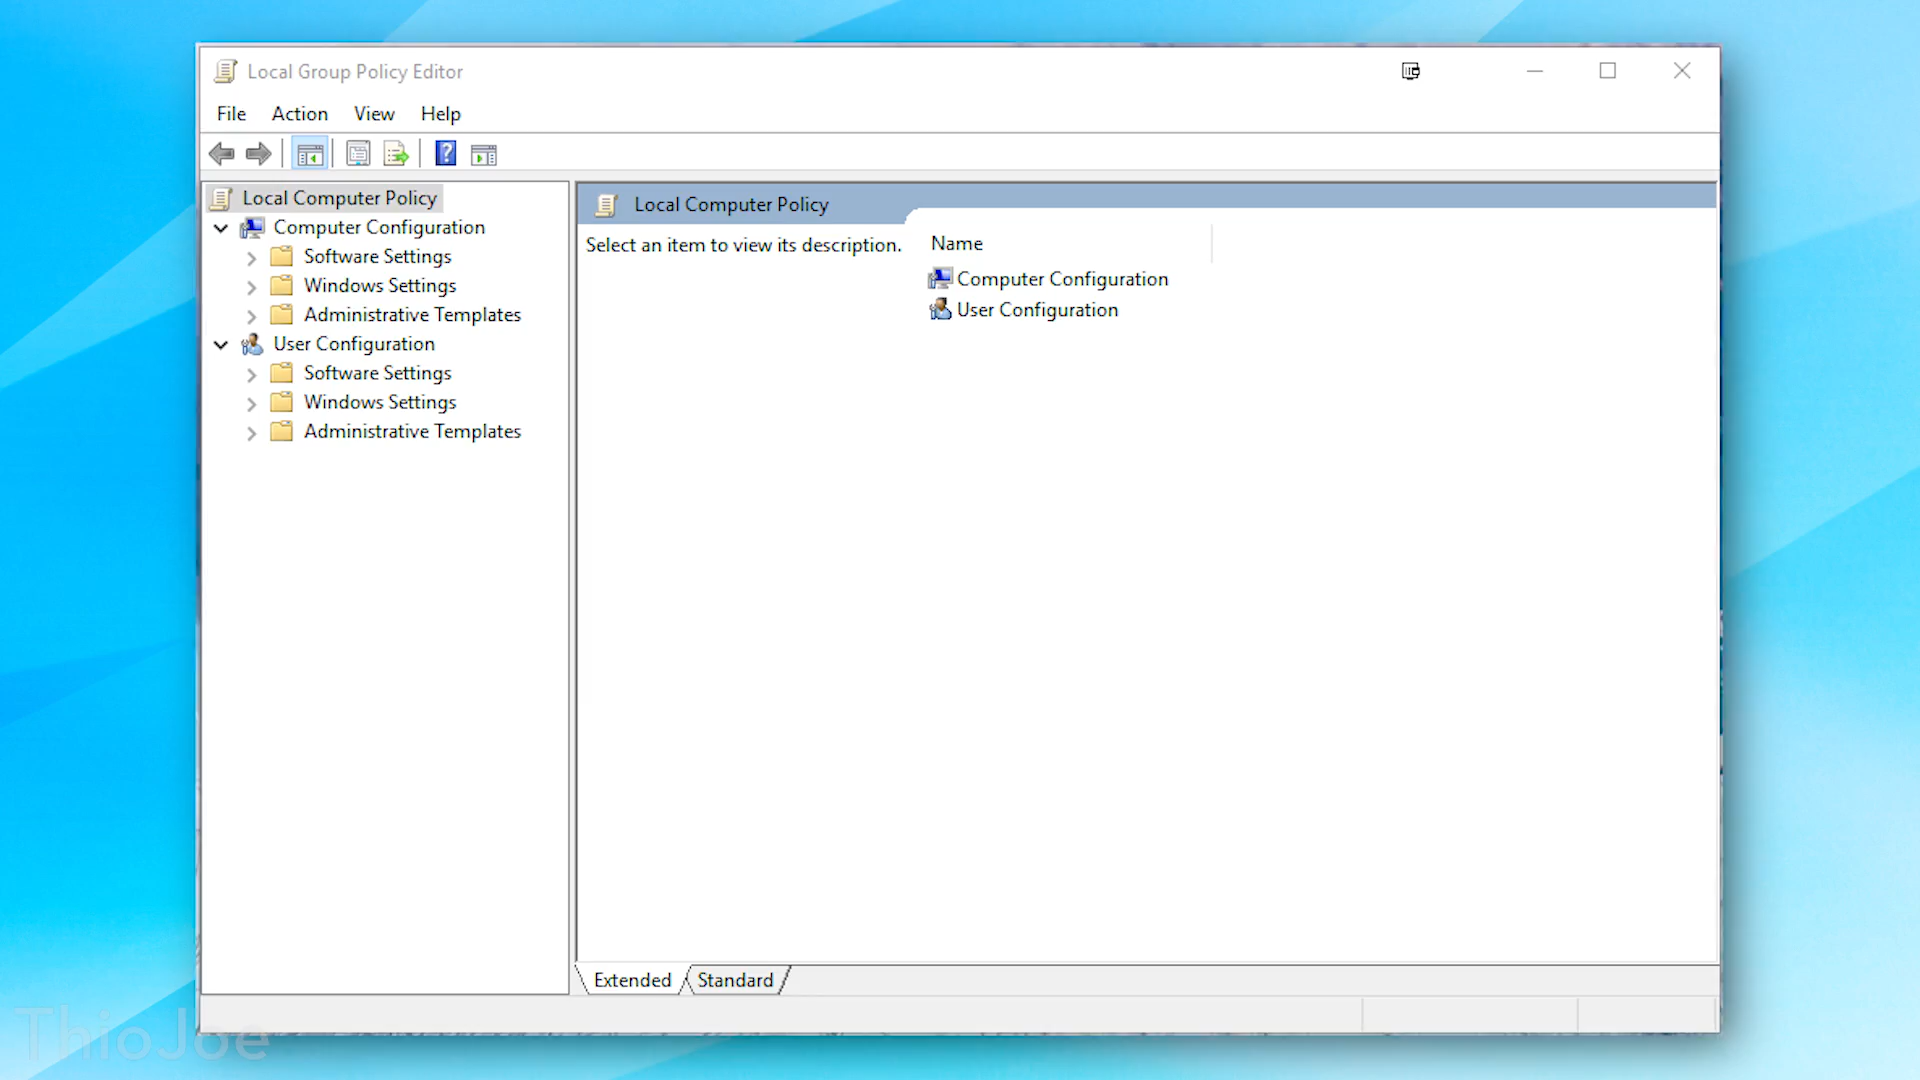 Local Group Policy Editor
File Action View Help
Local Computer Policy
Computer Configuration
Software Settings
Windows Settings
Administrative Templates
User Configuration
Software Settings
Windows Settings
Administrative Templates
Local Computer Policy
Select an item to view its description.
Name
Computer Configuration
User Configuration
Extended Standard
ThioJoe